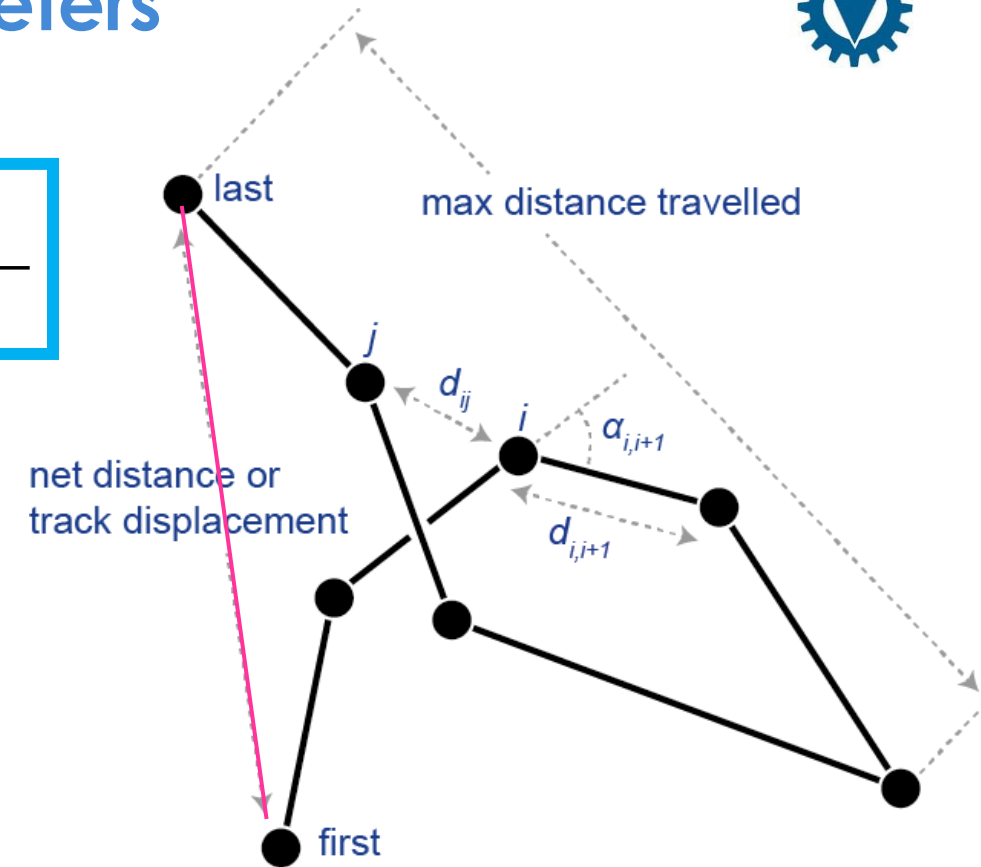 last
max distance travelled
j
d_ij
i
α_i,i+1
net distance or
track displacement
d_i,i+1
first